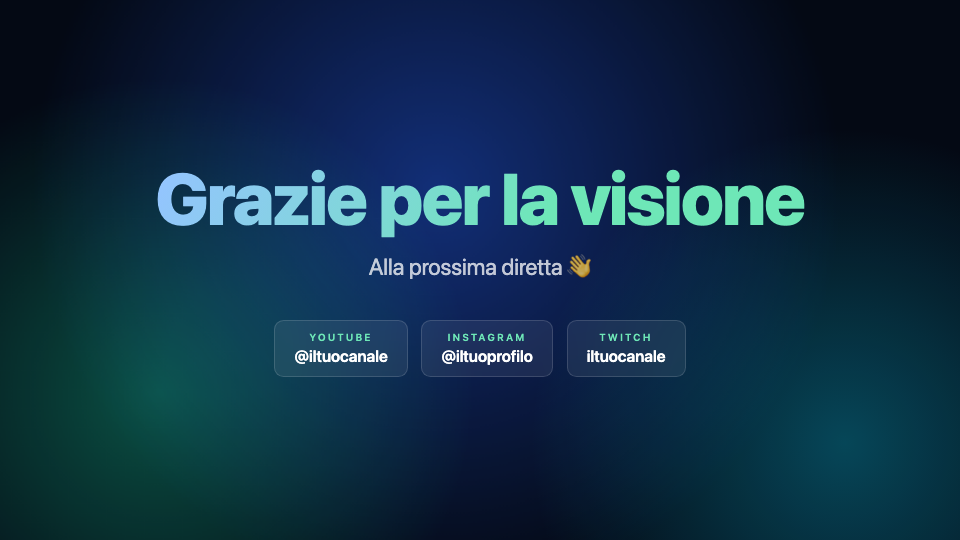 Grazie per la visione
Alla prossima diretta 👋
YOUTUBE
@iltuocanale
INSTAGRAM
@iltuoprofilo
TWITCH
iltuocanale